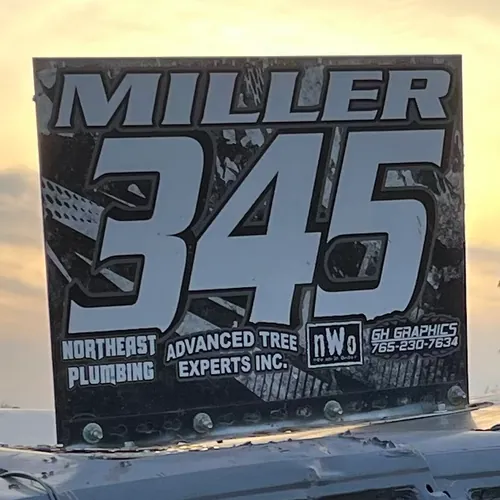 MILLER
345
NORTHEAST
PLUMBING
ADVANCED TREE
EXPERTS INC.
nWo
GH GRAPHICS
765-230-7634